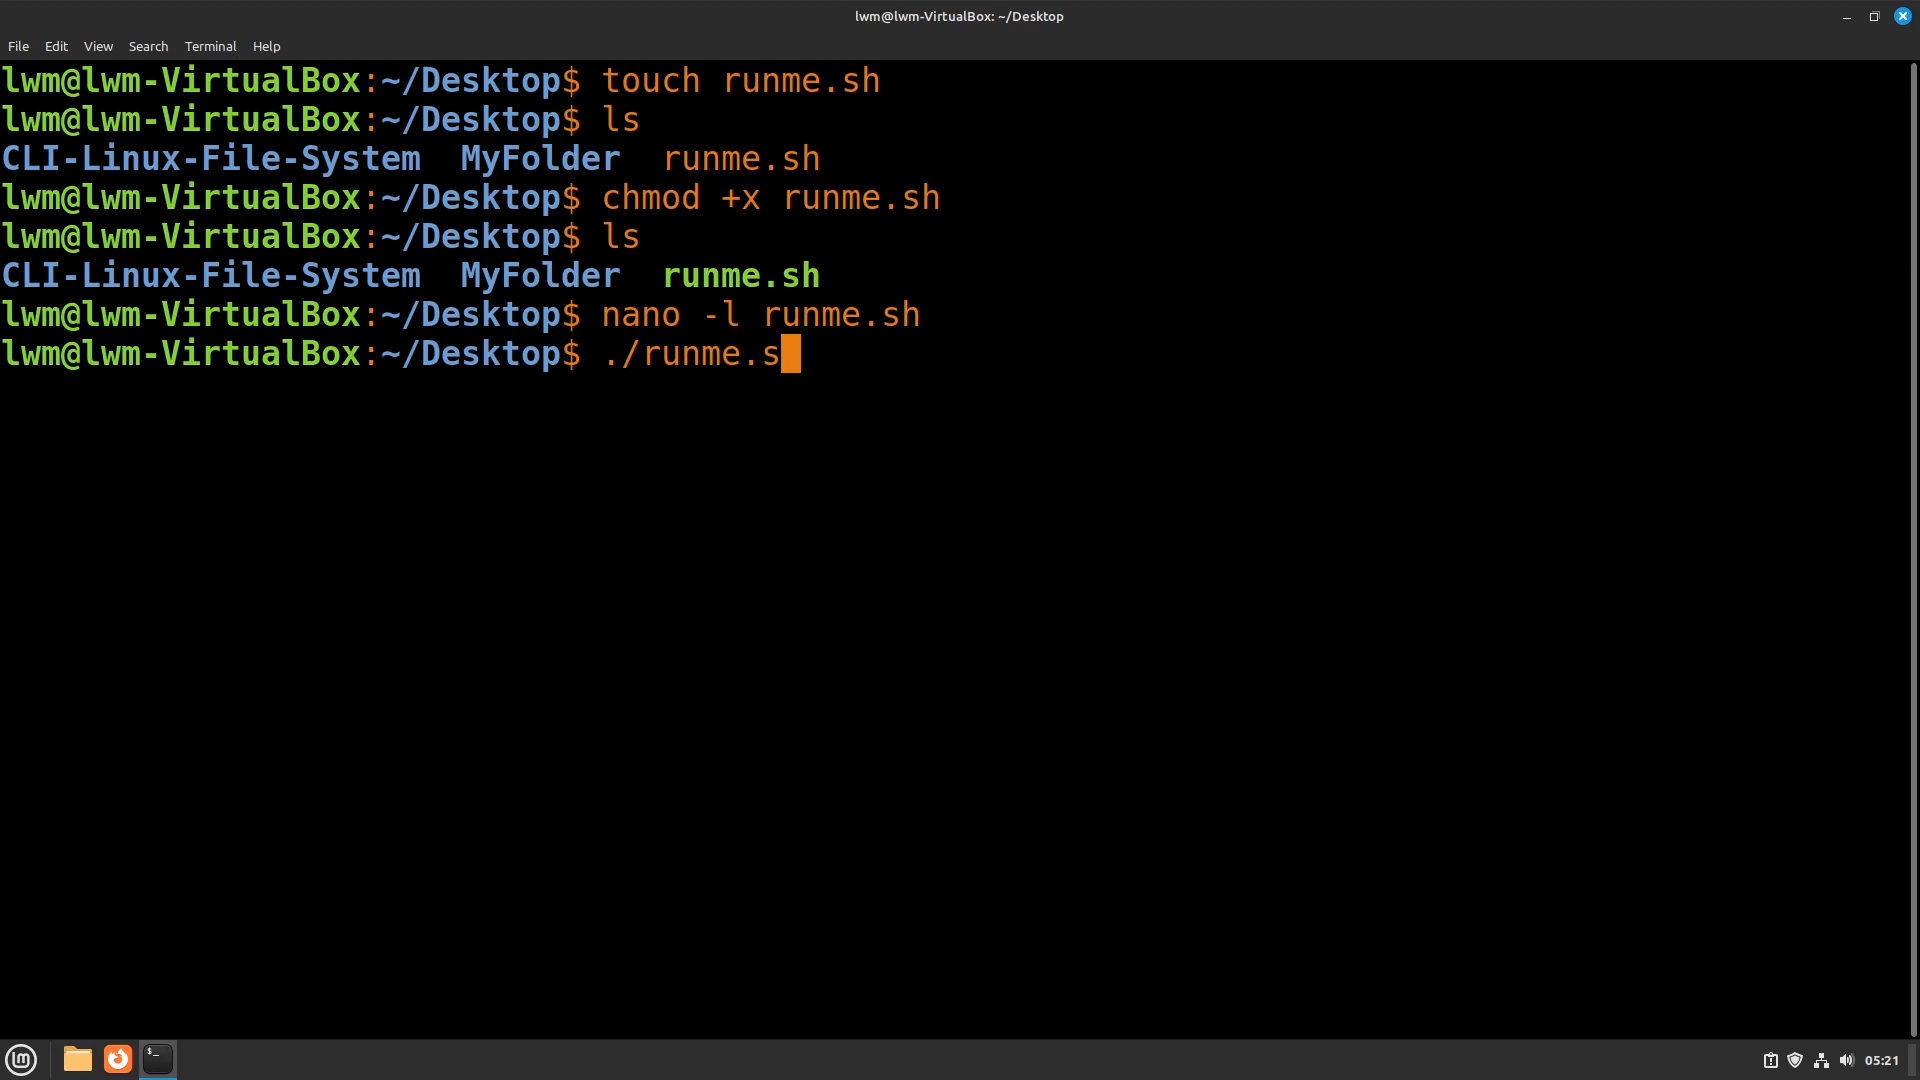 lwm@lwm-VirtualBox: ~/Desktop
File Edit View Search Terminal Help
lwm@lwm-VirtualBox:~/Desktop$ touch runme.sh
lwm@lwm-VirtualBox:~/Desktop$ ls
CLI-Linux-File-System  MyFolder  runme.sh
lwm@lwm-VirtualBox:~/Desktop$ chmod +x runme.sh
lwm@lwm-VirtualBox:~/Desktop$ ls
CLI-Linux-File-System  MyFolder  runme.sh
lwm@lwm-VirtualBox:~/Desktop$ nano -l runme.sh
lwm@lwm-VirtualBox:~/Desktop$ ./runme.s
05:21